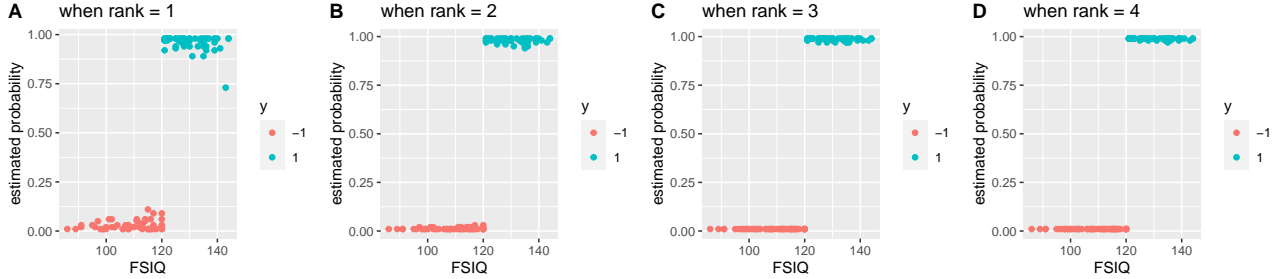 A
when rank = 1
estimated probability
1.00
0.75
0.50
0.25
0.00
100
120
140
FSIQ
y
−1
1
B
when rank = 2
estimated probability
1.00
0.75
0.50
0.25
0.00
100
120
140
FSIQ
y
−1
1
C
when rank = 3
estimated probability
1.00
0.75
0.50
0.25
0.00
100
120
140
FSIQ
y
−1
1
D
when rank = 4
estimated probability
1.00
0.75
0.50
0.25
0.00
100
120
140
FSIQ
y
−1
1